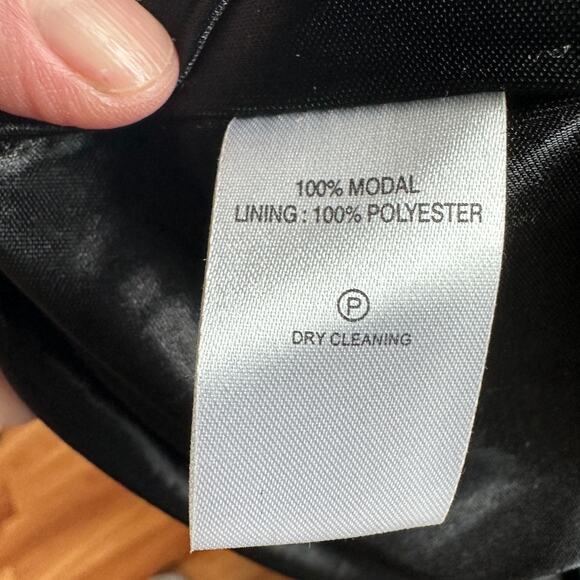 100% MODAL
LINING : 100% POLYESTER
P
DRY CLEANING